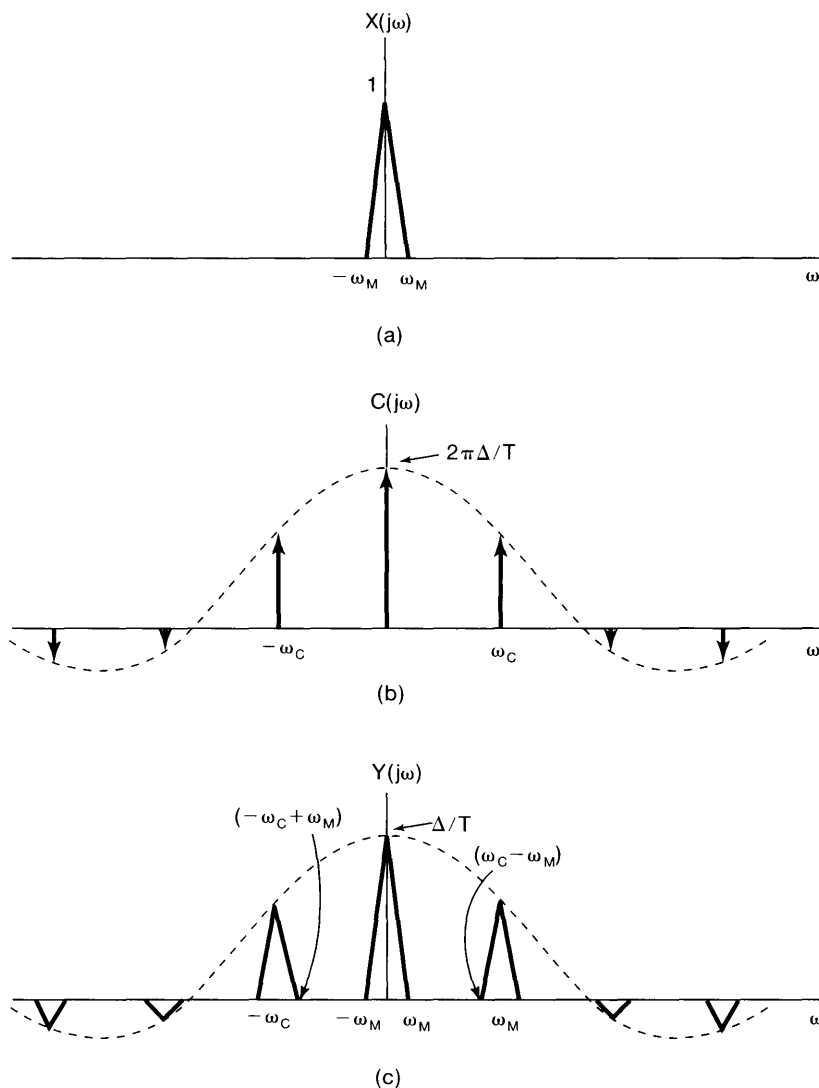 X(jω)
1
−ω_M ω_M ω
(a)
C(jω)
2πΔ/T
−ω_C ω_C ω
(b)
Y(jω)
(−ω_C+ω_M) Δ/T (ω_C−ω_M)
−ω_C −ω_M ω_M ω_M ω
(c)